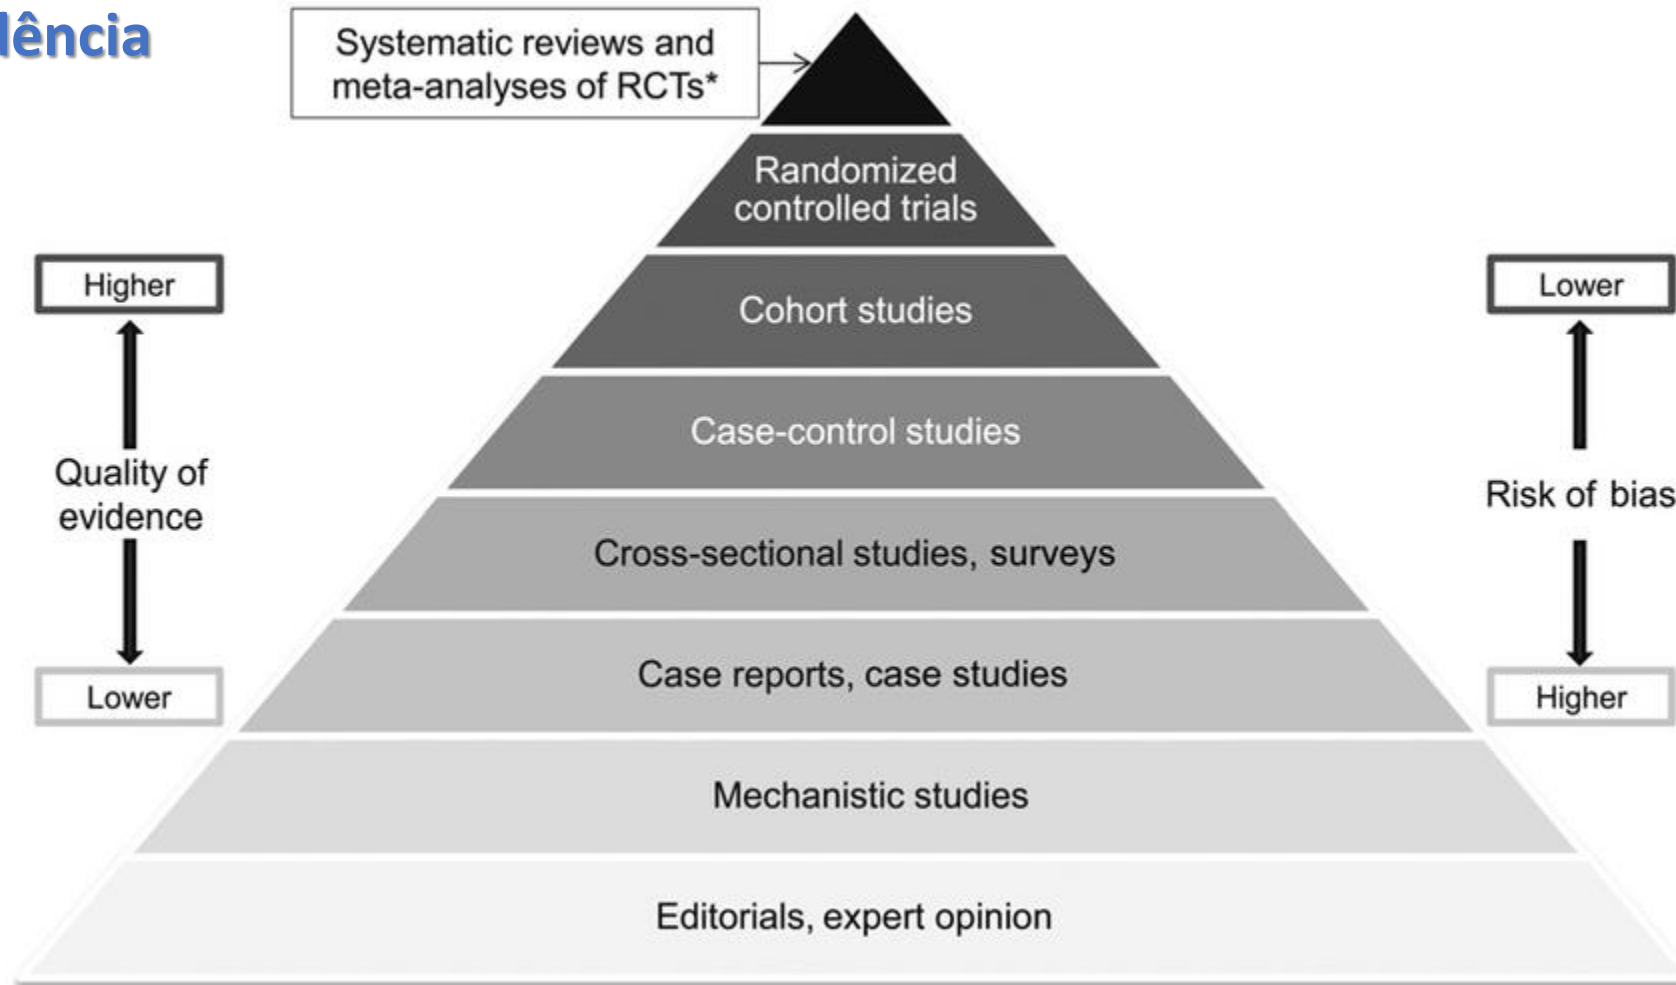 dência
Systematic reviews and
meta-analyses of RCTs*
Randomized
controlled trials
Higher
Lower
Cohort studies
Case-control studies
Quality of
evidence
Risk of bias
Cross-sectional studies, surveys
Case reports, case studies
Lower
Higher
Mechanistic studies
Editorials, expert opinion